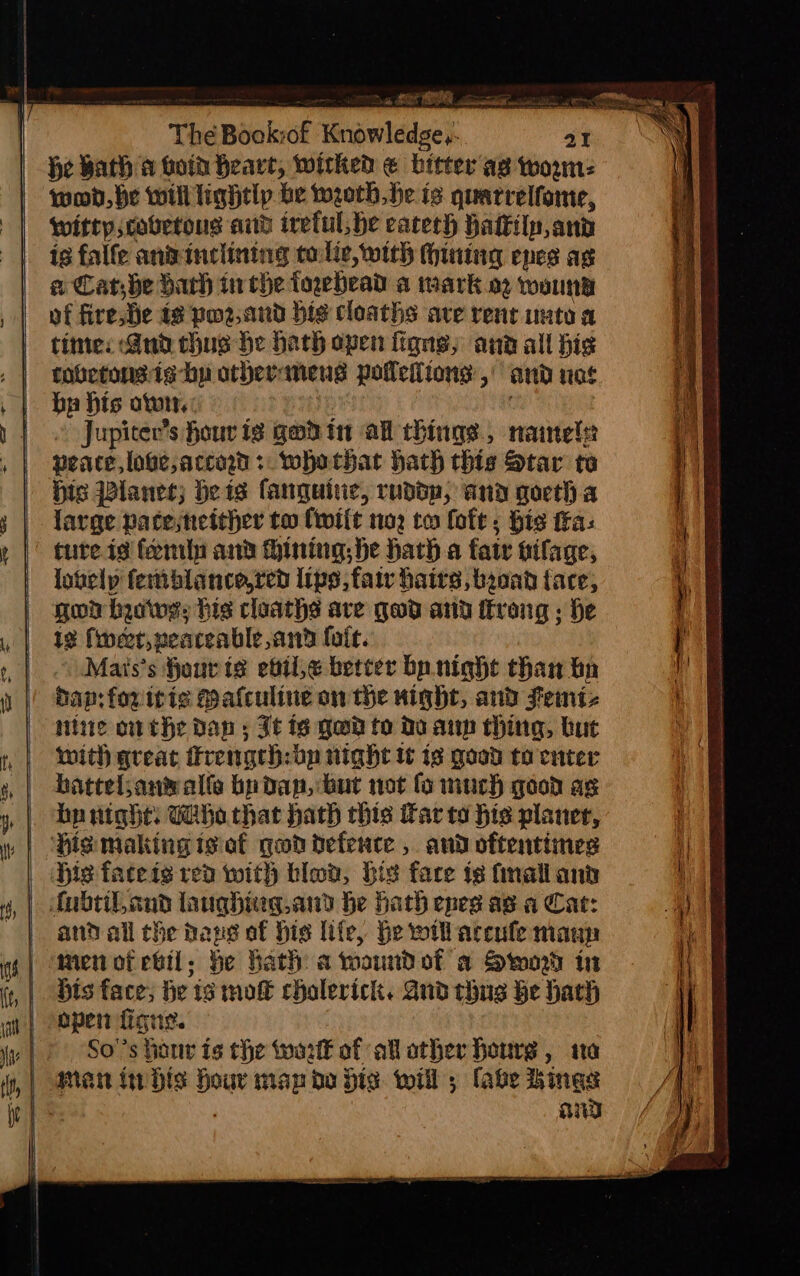 The Book of Knowledge. 21
he hath a void heart, wicked & bitter as worm-
wood, he will lightly be wroth, he is quarrelsome,
witty, covetous and ireful, he eateth hastily, and
is false and inclining to lie, with shining eyes as
a Cat, he hath in the forehead a mark or wound
of fire, he is poor, and his cloaths are rent unto a
time. And thus he hath open signs, and all his
covetous is by other mens possessions, and not
by his own.
Jupiter's hour is good in all things, namely
peace, love, accord : who that hath this Star to
his Planet, he is sanguine, ruddy, and goeth a
large pace, neither too swift nor too soft; his sta-
ture is seemly and shining, he hath a fair visage,
lovely semblance, red lips, fair hairs, broad face,
good brows; his cloaths are good and strong; he
is sweet, peaceable, and soft.
Mars's hour is evil, & better by night than by
day: for it is Masculine on the night, and Femi-
nine on the day; It is good to do any thing, but
with great strength: by night it is good to enter
battel, and also by day, but not so much good as
by night. Who that hath this star to his planet,
his making is of good defence, and oftentimes
his face is red with blood, his face is small and
subtil, and laughing, and he hath eyes as a Cat:
and all the days of his life, he will accuse many
men of evil; he hath a wound of a Sword in
his face, he is most cholerick. And thus he hath
open signs.
So''s hour is the worst of all other hours, no
man in his hour may do his will; save Kings
and